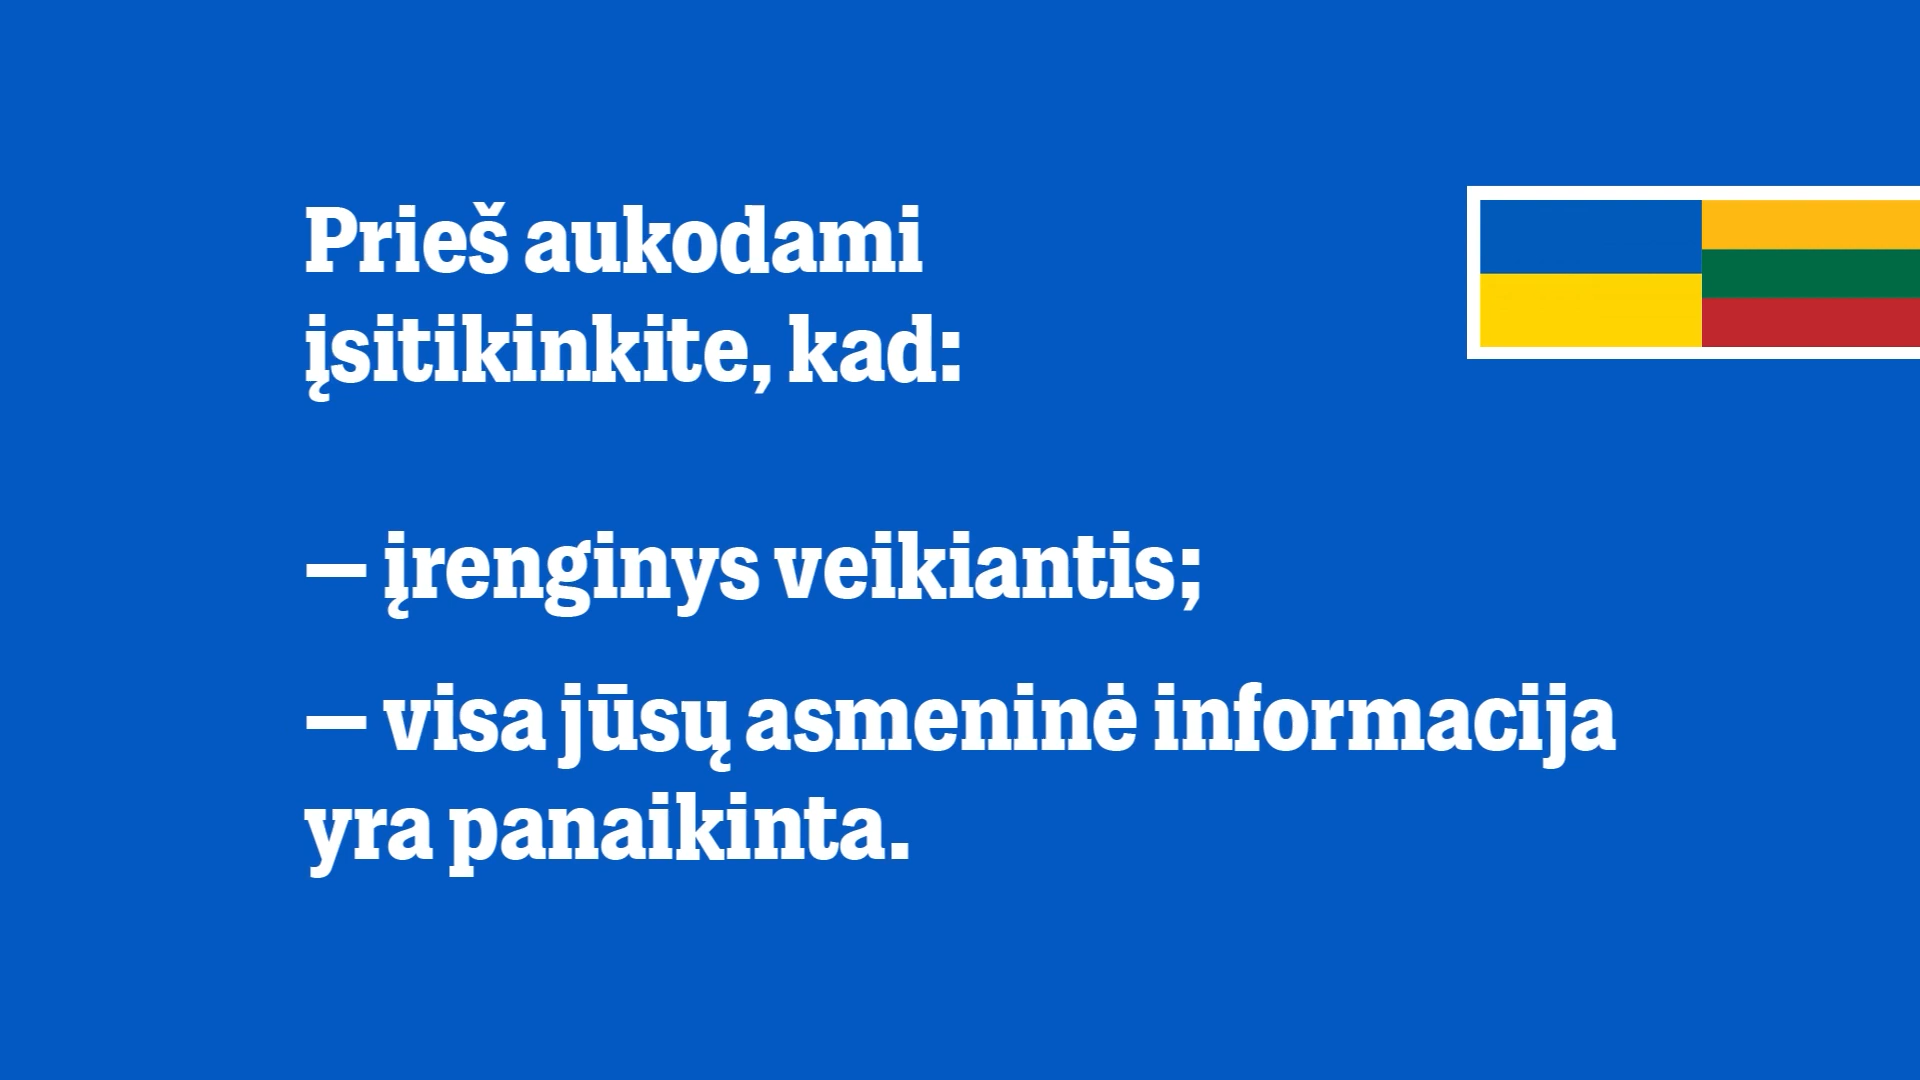 Prieš aukodami
įsitikinkite, kad:
— įrenginys veikiantis;
— visa jūsų asmeninė informacija
yra panaikinta.